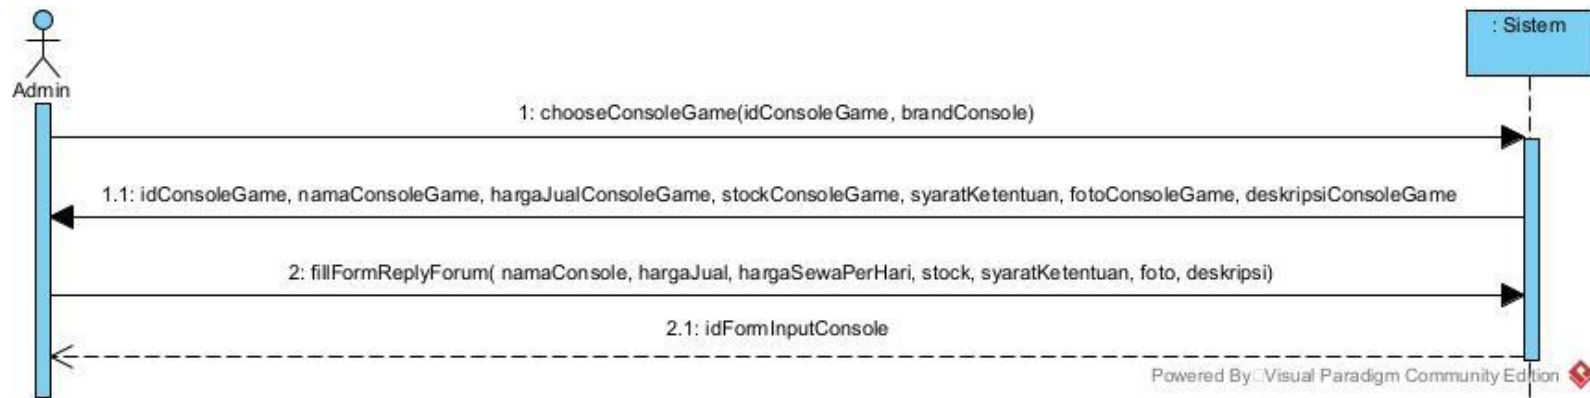 : Sistem
Admin
1: chooseConsoleGame(idConsoleGame, brandConsole)
1.1: idConsoleGame, namaConsoleGame, hargaJualConsoleGame, stockConsoleGame, syaratKetentuan, fotoConsoleGame, deskripsiConsoleGame
2: fillFormReplyForum( namaConsole, hargaJual, hargaSewaPerHari, stock, syaratKetentuan, foto, deskripsi)
2.1: idFormInputConsole
Powered By Visual Paradigm Community Edition